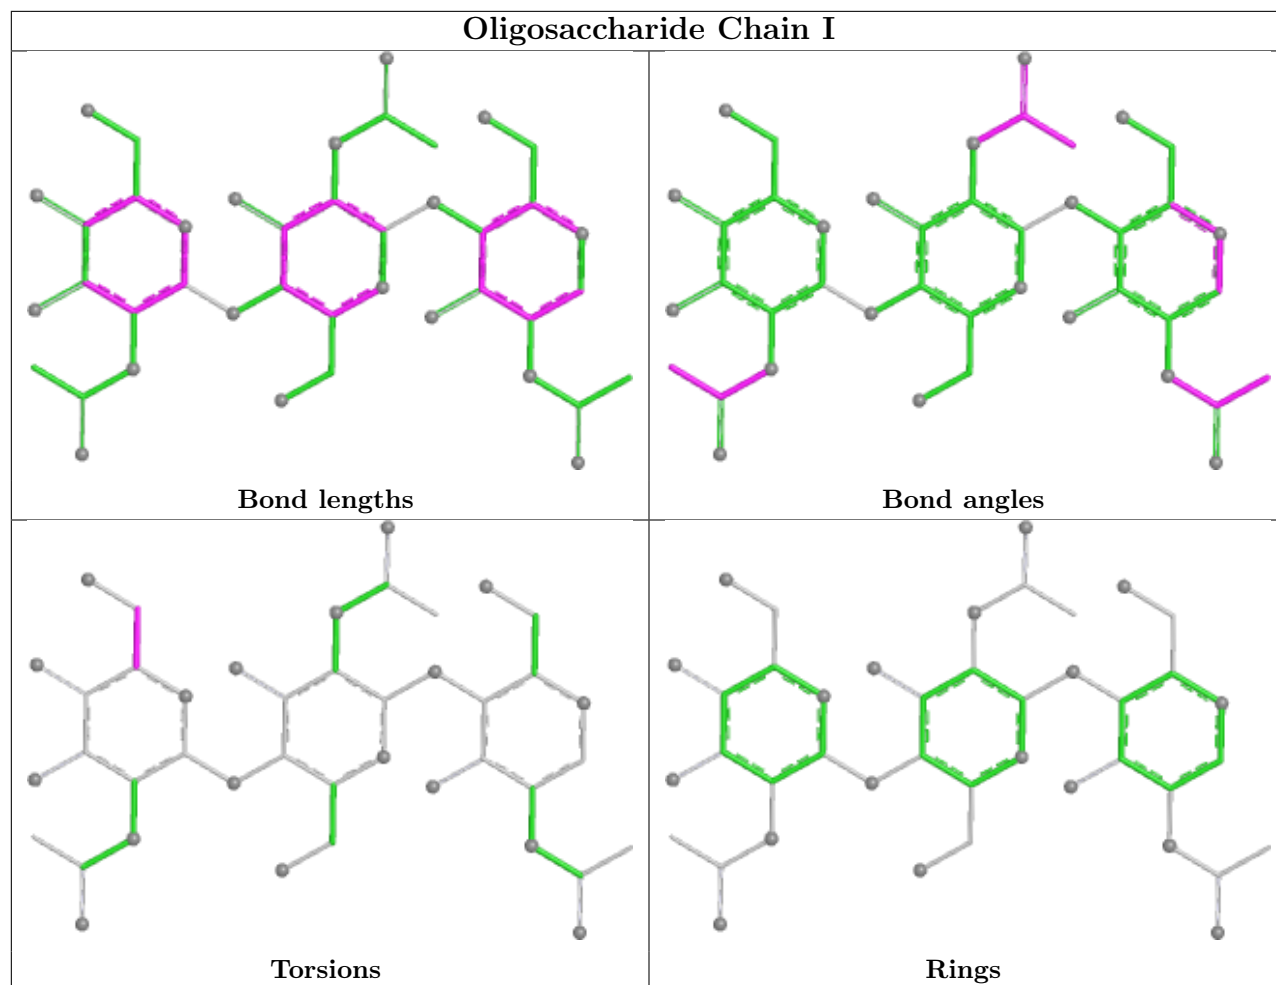 Oligosaccharide Chain I
Bond lengths
Bond angles
Torsions
Rings